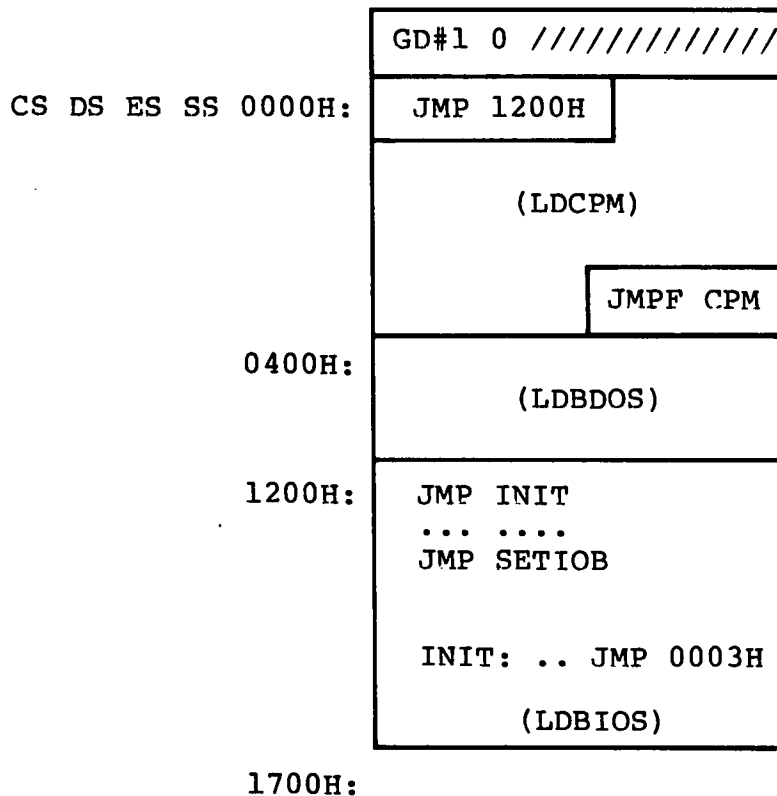 GD#1 0 /////////////
CS DS ES SS 0000H: JMP 1200H
(LDCPM)
JMPF CPM
0400H:
(LDBDOS)
1200H: JMP INIT
... ....
JMP SETIOB
INIT: .. JMP 0003H
(LDBIOS)
1700H: